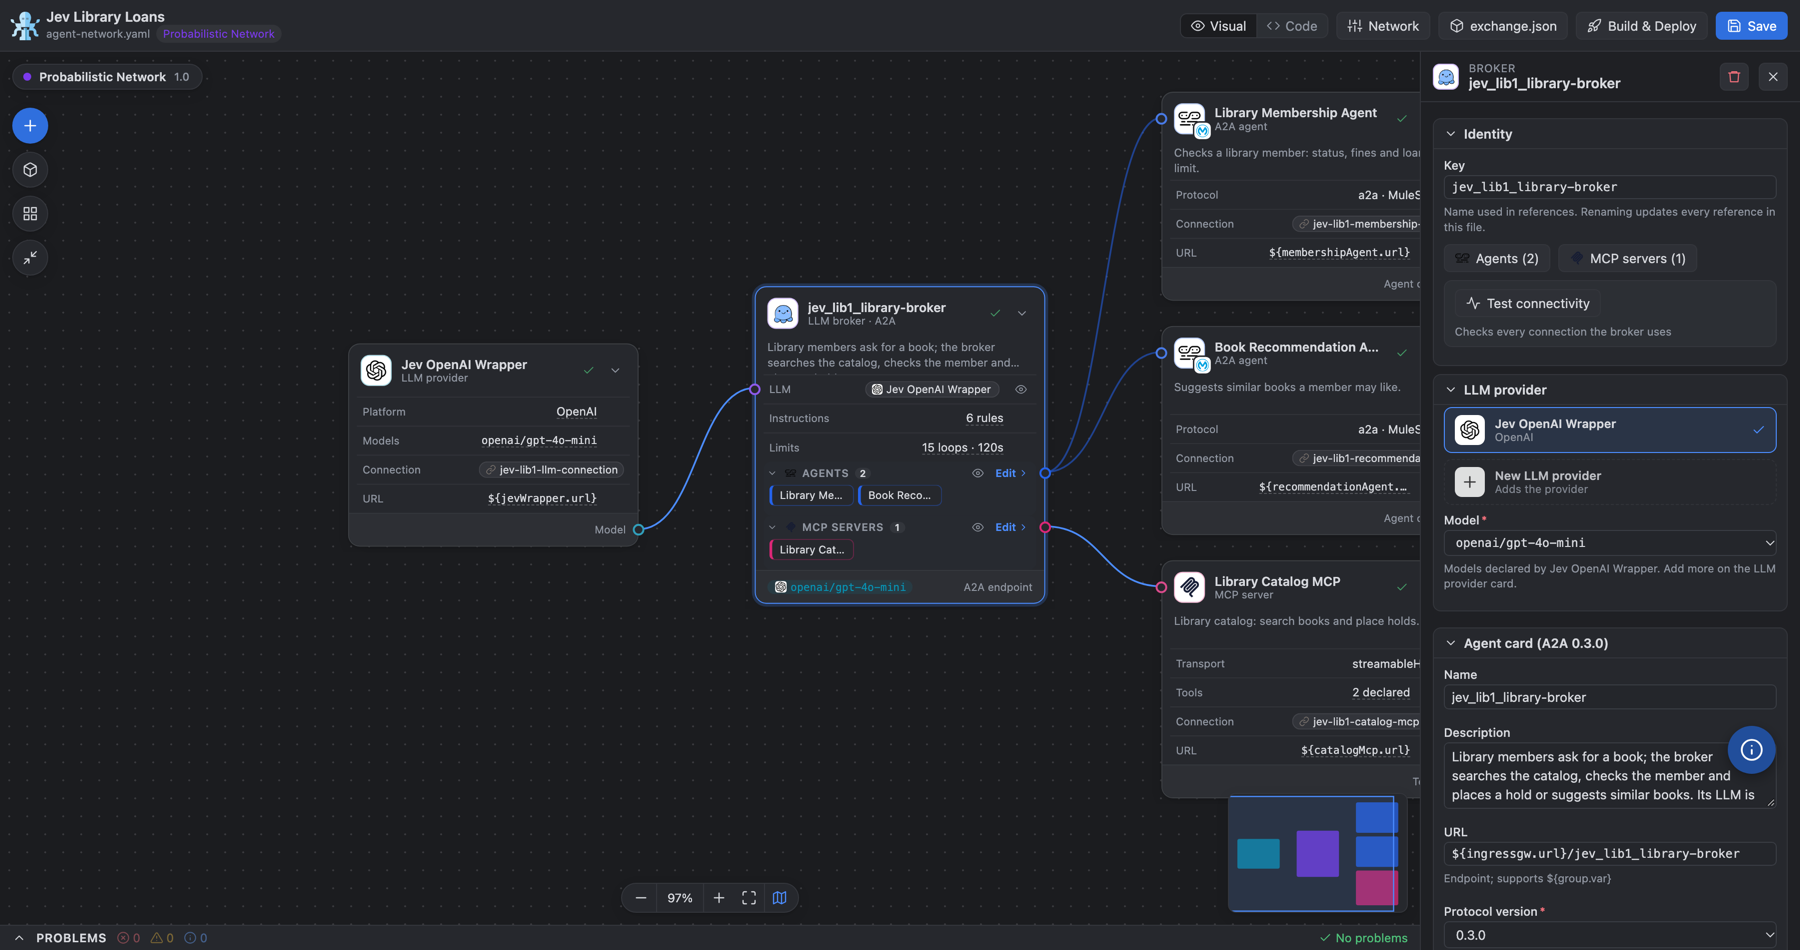 Jev Library Loans
agent-network.yaml
Probabilistic Network
Visual
Code
Network
exchange.json
Build & Deploy
Save
Probabilistic Network 1.0
Jev OpenAI Wrapper
LLM provider
Platform OpenAI
Models openai/gpt-4o-mini
Connection jev-lib1-llm-connection
URL ${jevWrapper.url}
Model
jev_lib1_library-broker
LLM broker · A2A
Library members ask for a book; the broker
searches the catalog, checks the member and...
LLM Jev OpenAI Wrapper
Instructions 6 rules
Limits 15 loops · 120s
AGENTS 2 Edit
Library Me...
Book Reco...
MCP SERVERS 1 Edit
Library Cat...
openai/gpt-4o-mini
A2A endpoint
Library Membership Agent
A2A agent
Checks a library member: status, fines and loa
limit.
Protocol a2a · MuleS
Connection jev-lib1-membership-
URL ${membershipAgent.url}
Agent c
Book Recommendation A...
A2A agent
Suggests similar books a member may like.
Protocol a2a · MuleS
Connection jev-lib1-recommenda
URL ${recommendationAgent....
Agent c
Library Catalog MCP
MCP server
Library catalog: search books and place holds.
Transport streamableH
Tools 2 declared
Connection jev-lib1-catalog-mcp
URL ${catalogMcp.url}
To
97%
PROBLEMS 0 0 0
No problems
BROKER
jev_lib1_library-broker
Identity
Key
jev_lib1_library-broker
Name used in references. Renaming updates every reference in
this file.
Agents (2)
MCP servers (1)
Test connectivity
Checks every connection the broker uses
LLM provider
Jev OpenAI Wrapper
OpenAI
New LLM provider
Adds the provider
Model*
openai/gpt-4o-mini
Models declared by Jev OpenAI Wrapper. Add more on the LLM
provider card.
Agent card (A2A 0.3.0)
Name
jev_lib1_library-broker
Description
Library members ask for a book; the broker
searches the catalog, checks the member and
places a hold or suggests similar books. Its LLM is
URL
${ingressgw.url}/jev_lib1_library-broker
Endpoint; supports ${group.var}
Protocol version*
0.3.0